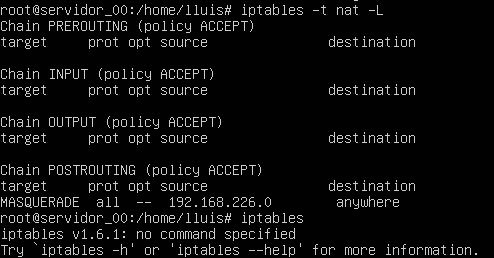 root@servidor_00:/home/lluis# iptables -t nat -L
Chain PREROUTING (policy ACCEPT)
target     prot opt source               destination

Chain INPUT (policy ACCEPT)
target     prot opt source               destination

Chain OUTPUT (policy ACCEPT)
target     prot opt source               destination

Chain POSTROUTING (policy ACCEPT)
target     prot opt source               destination
MASQUERADE  all  --  192.168.226.0        anywhere
root@servidor_00:/home/lluis# iptables
iptables v1.6.1: no command specified
Try `iptables -h' or 'iptables --help' for more information.